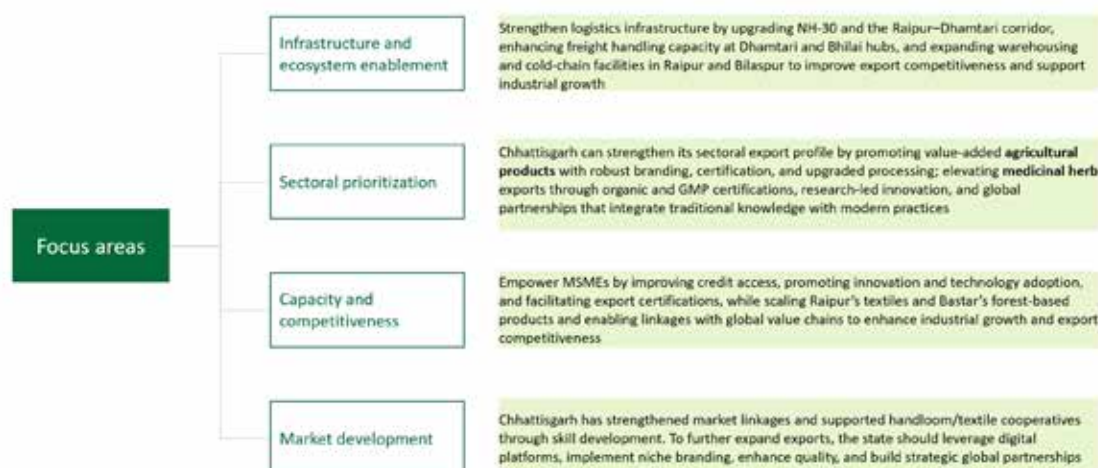 Focus areas
Infrastructure and
ecosystem enablement
Strengthen logistics infrastructure by upgrading NH-30 and the Raipur–Dhamtari corridor,
enhancing freight handling capacity at Dhamtari and Bhilai hubs, and expanding warehousing
and cold-chain facilities in Raipur and Bilaspur to improve export competitiveness and support
industrial growth
Sectoral prioritization
Chhattisgarh can strengthen its sectoral export profile by promoting value-added agricultural
products with robust branding, certification, and upgraded processing; elevating medicinal herb
exports through organic and GMP certifications, research-led innovation, and global
partnerships that integrate traditional knowledge with modern practices
Capacity and
competitiveness
Empower MSMEs by improving credit access, promoting innovation and technology adoption,
and facilitating export certifications, while scaling Raipur's textiles and Bastar's forest-based
products and enabling linkages with global value chains to enhance industrial growth and export
competitiveness
Market development
Chhattisgarh has strengthened market linkages and supported handloom/textile cooperatives
through skill development. To further expand exports, the state should leverage digital
platforms, implement niche branding, enhance quality, and build strategic global partnerships